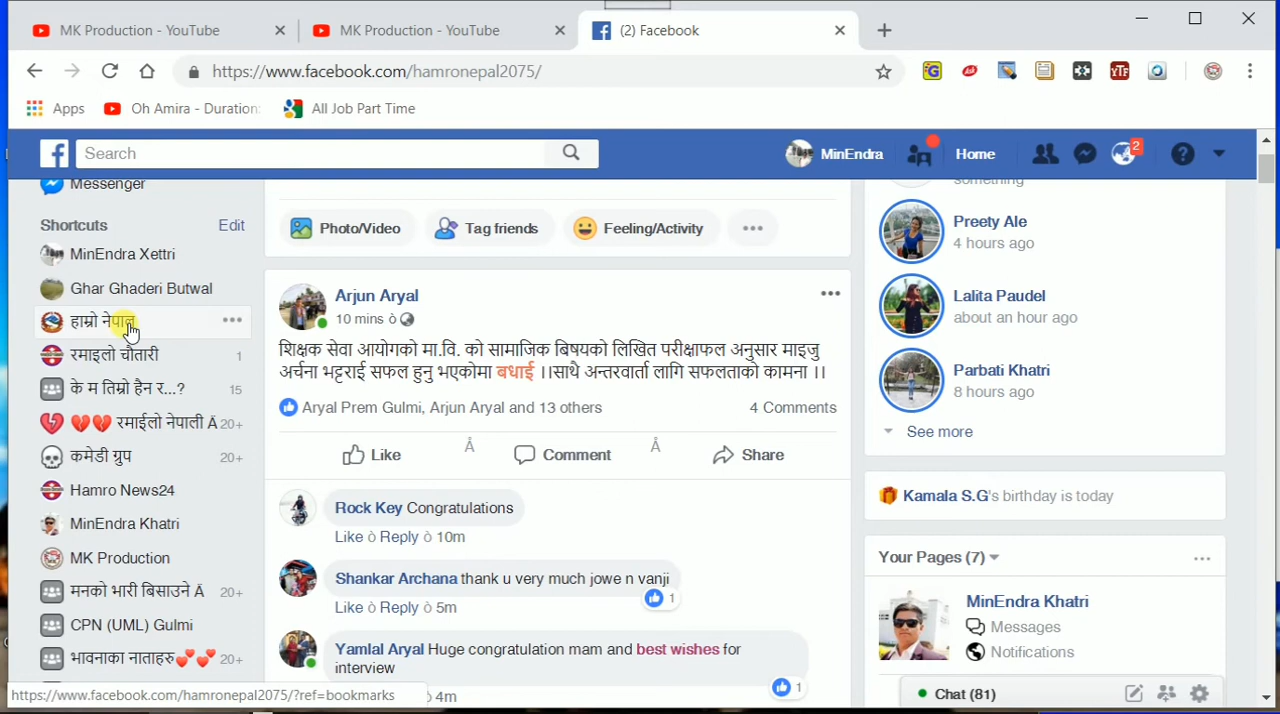 MK Production - YouTube
MK Production - YouTube
(2) Facebook
https://www.facebook.com/hamronepal2075/
Apps
Oh Amira - Duration:
All Job Part Time
Search
MinEndra
Home
2
Messenger
Shortcuts
Edit
MinEndra Xettri
Ghar Ghaderi Butwal
हाम्रो नेपाल
रमाइलो चौतारी 1
के म तिम्रो हैन र...? 15
रमाईलो नेपाली Ā 20+
कमेडी ग्रुप 20+
Hamro News24
MinEndra Khatri
MK Production
मनको भारी बिसाउने Ā 20+
CPN (UML) Gulmi
भावनाका नाताहरु 20+
https://www.facebook.com/hamronepal2075/?ref=bookmarks
Photo/Video
Tag friends
Feeling/Activity
Arjun Aryal
10 mins ò
शिक्षक सेवा आयोगको मा.वि. को सामाजिक बिषयको लिखित परीक्षाफल अनुसार माइजु
अर्चना भट्टराई सफल हुनु भएकोमा बधाई ।।साथै अन्तरवार्ता लागि सफलताको कामना ।।
Aryal Prem Gulmi, Arjun Aryal and 13 others
4 Comments
Like Å Comment Å Share
Rock Key Congratulations
Like ò Reply ò 10m
Shankar Archana thank u very much jowe n vanji
1
Like ò Reply ò 5m
Yamlal Aryal Huge congratulation mam and best wishes for
interview
1
ò 4m
something
Preety Ale
4 hours ago
Lalita Paudel
about an hour ago
Parbati Khatri
8 hours ago
See more
Kamala S.G's birthday is today
Your Pages (7)
MinEndra Khatri
Messages
Notifications
Chat (81)